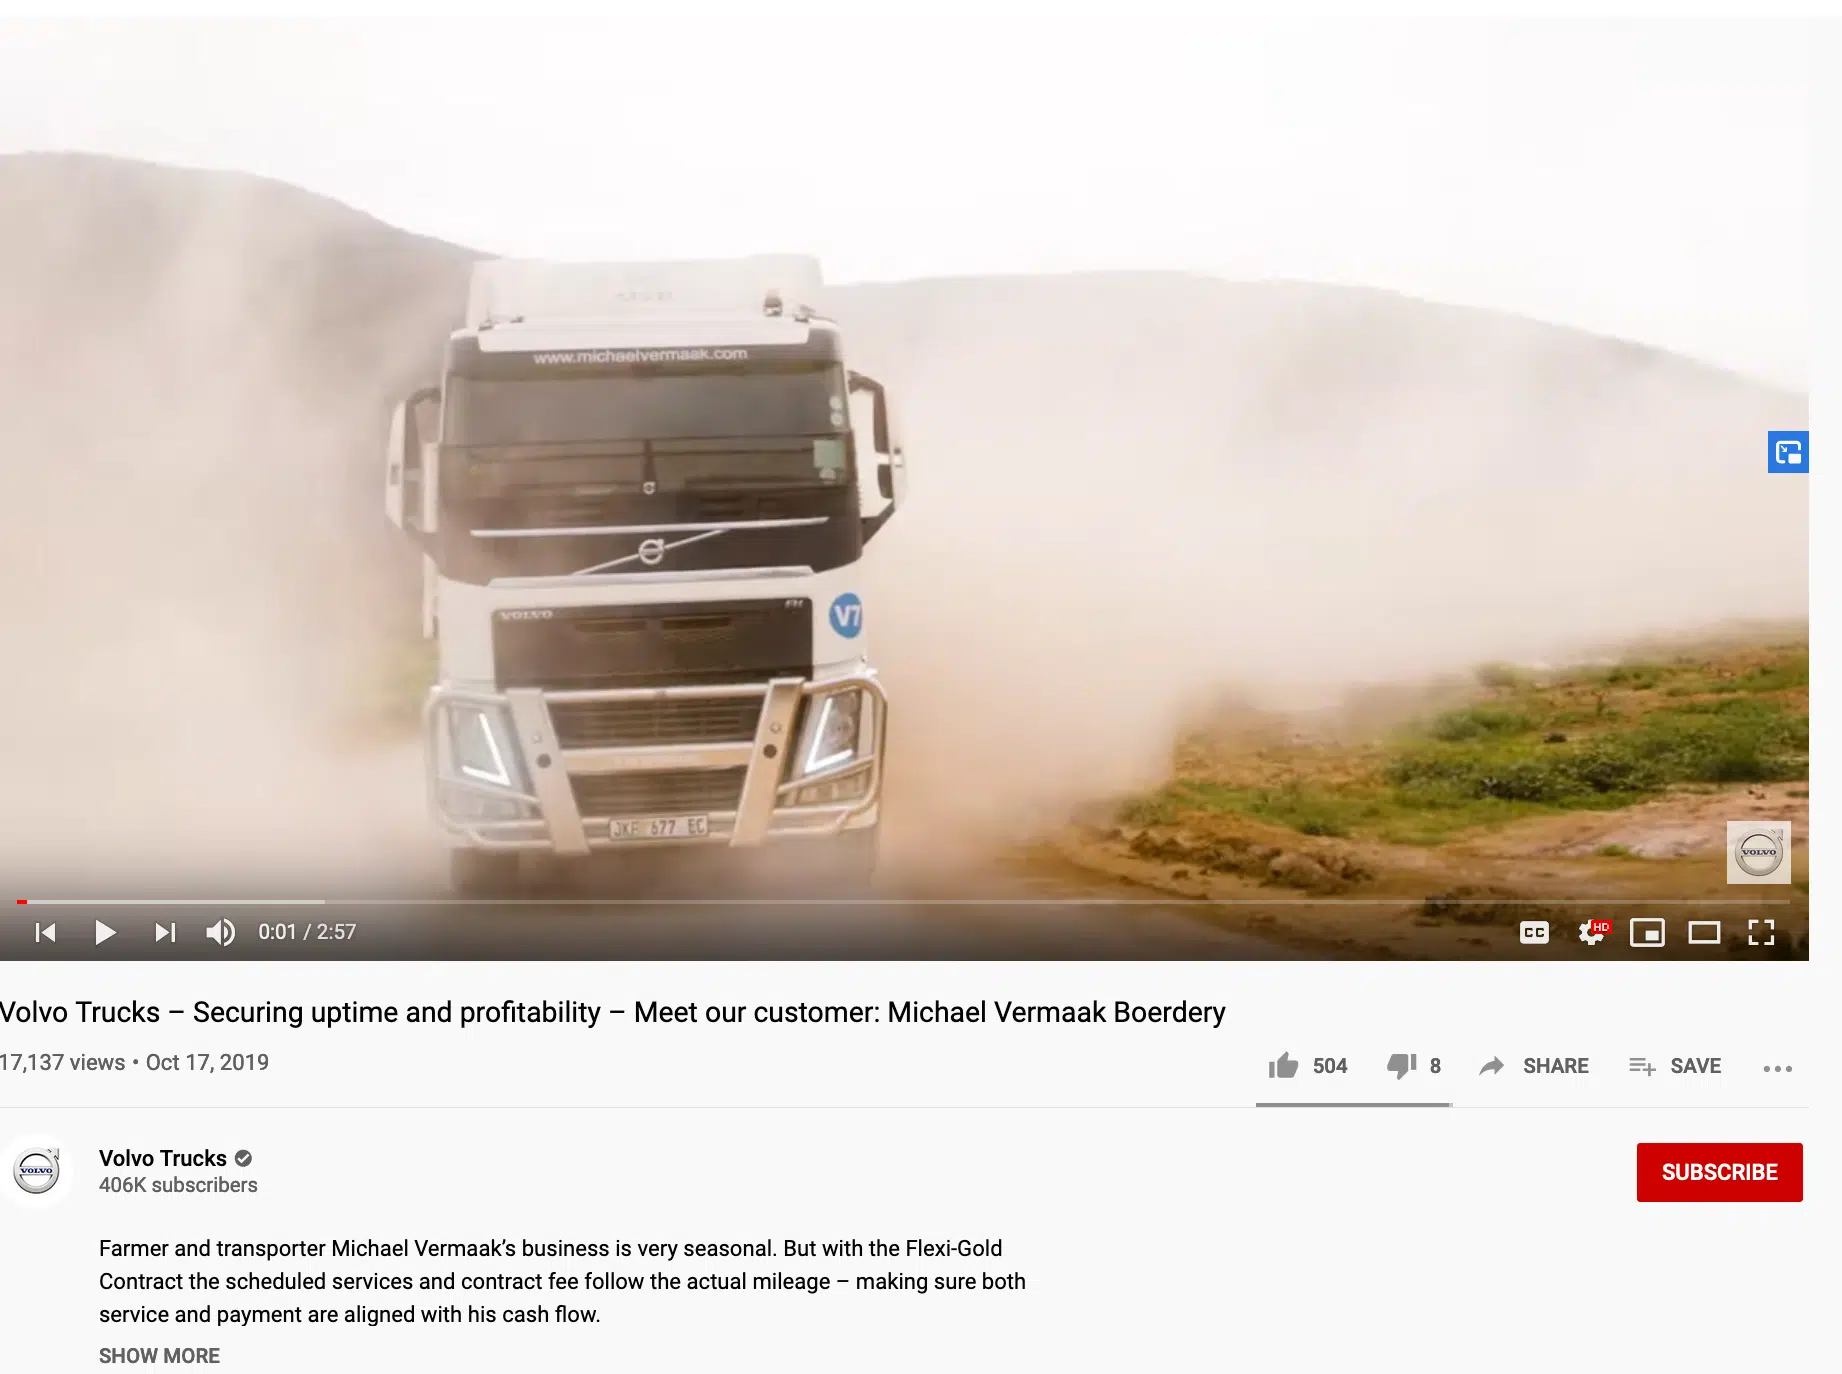 www.michaelvermaak.com
VOLVO FH
V7
JKF 677 EC
VOLVO
0:01 / 2:57
CC
HD
Volvo Trucks – Securing uptime and profitability – Meet our customer: Michael Vermaak Boerdery
17,137 views • Oct 17, 2019
504
8
SHARE
SAVE
VOLVO
Volvo Trucks
406K subscribers
SUBSCRIBE
Farmer and transporter Michael Vermaak’s business is very seasonal. But with the Flexi-Gold
Contract the scheduled services and contract fee follow the actual mileage – making sure both
service and payment are aligned with his cash flow.
SHOW MORE